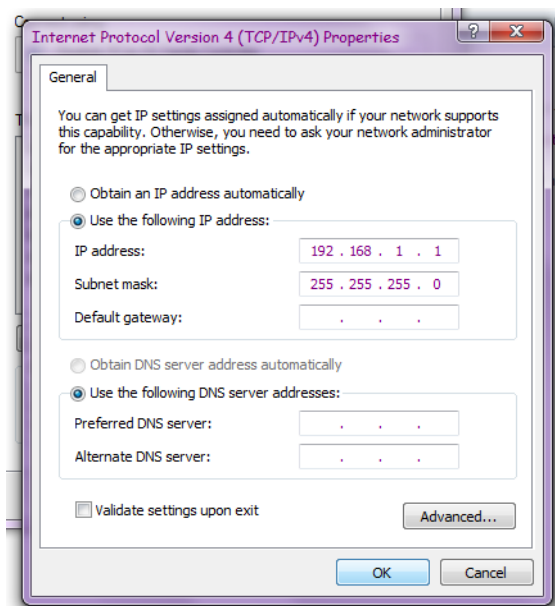 Internet Protocol Version 4 (TCP/IPv4) Properties
General
You can get IP settings assigned automatically if your network supports
this capability. Otherwise, you need to ask your network administrator
for the appropriate IP settings.
Obtain an IP address automatically
Use the following IP address:
IP address: 192 . 168 . 1 . 1
Subnet mask: 255 . 255 . 255 . 0
Default gateway: . . .
Obtain DNS server address automatically
Use the following DNS server addresses:
Preferred DNS server: . . .
Alternate DNS server: . . .
Validate settings upon exit
Advanced...
OK Cancel